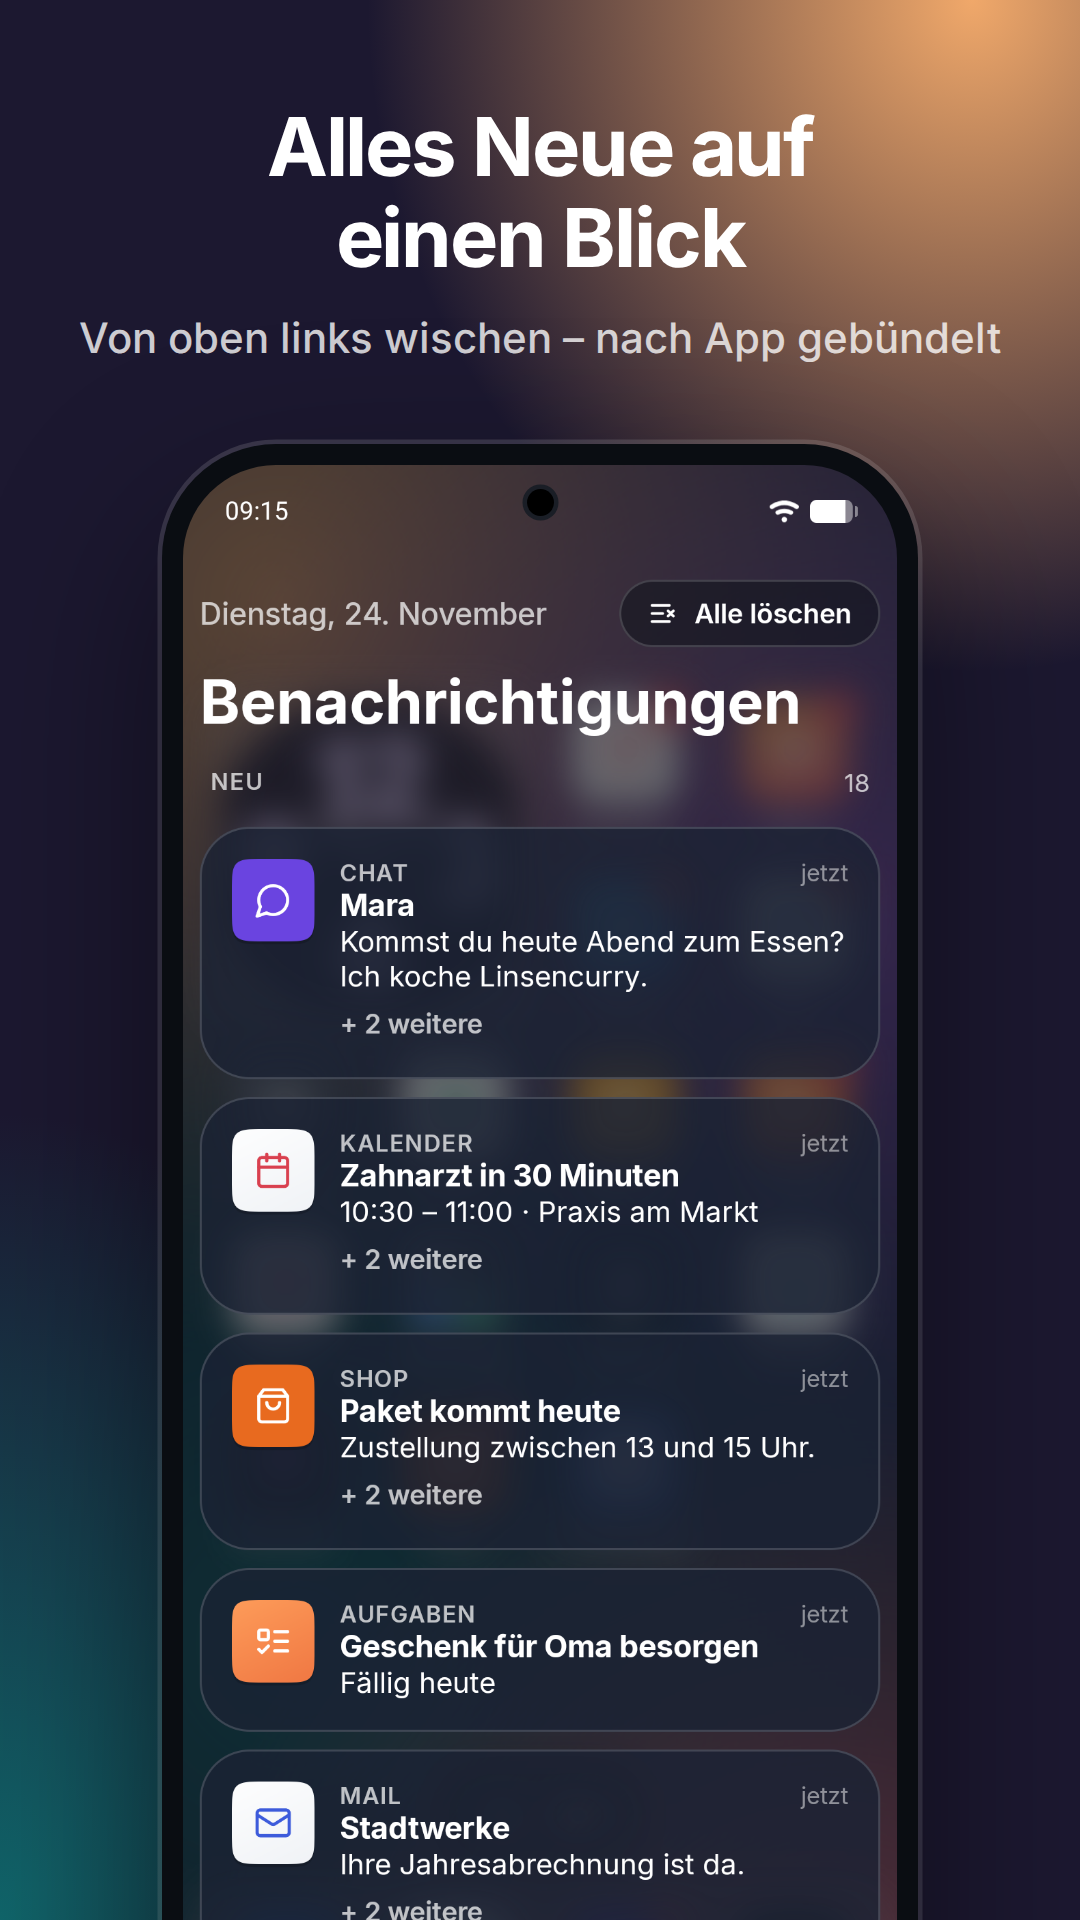 Alles Neue auf
einen Blick
Von oben links wischen – nach App gebündelt
09:15
Dienstag, 24. November
Alle löschen
Benachrichtigungen
NEU
18
CHAT
jetzt
Mara
Kommst du heute Abend zum Essen?
Ich koche Linsencurry.
+ 2 weitere
KALENDER
jetzt
Zahnarzt in 30 Minuten
10:30 – 11:00 · Praxis am Markt
+ 2 weitere
SHOP
jetzt
Paket kommt heute
Zustellung zwischen 13 und 15 Uhr.
+ 2 weitere
AUFGABEN
jetzt
Geschenk für Oma besorgen
Fällig heute
MAIL
jetzt
Stadtwerke
Ihre Jahresabrechnung ist da.
+ 2 weitere